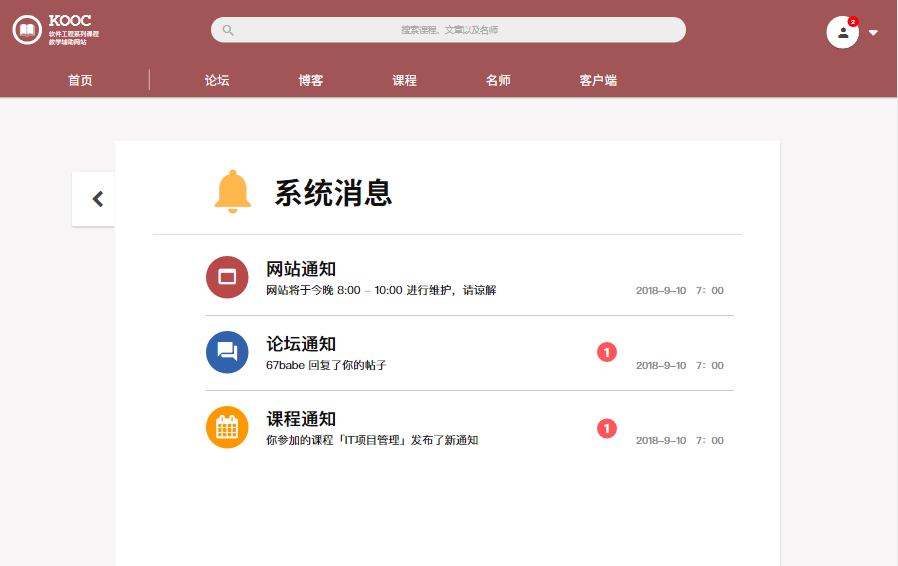 KOOC
软件工程系列课程
教学辅助网站
搜索课程、文章以及名师
2
首页
论坛
博客
课程
名师
客户端
系统消息
网站通知
网站将于今晚 8:00 – 10:00 进行维护，请谅解
2018-9-10 7：00
论坛通知
67babe 回复了你的帖子
1
2018-9-10 7：00
课程通知
你参加的课程「IT项目管理」发布了新通知
1
2018-9-10 7：00